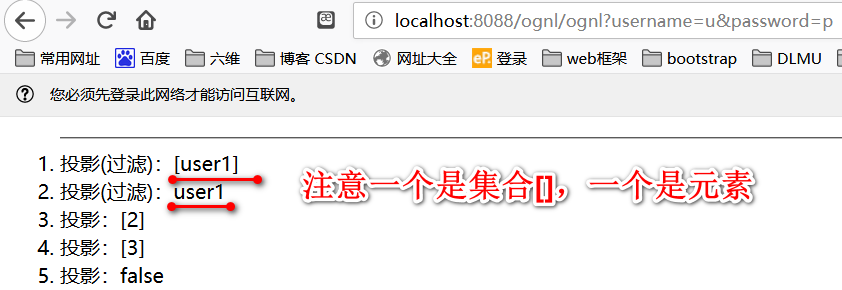 localhost:8088/ognl/ognl?username=u&password=p
常用网址 百度 六维 博客 CSDN 网址大全 eP 登录 web框架 bootstrap DLMU
您必须先登录此网络才能访问互联网。
1. 投影(过滤)：[user1]
2. 投影(过滤)：user1
注意一个是集合[]，一个是元素
3. 投影：[2]
4. 投影：[3]
5. 投影：false